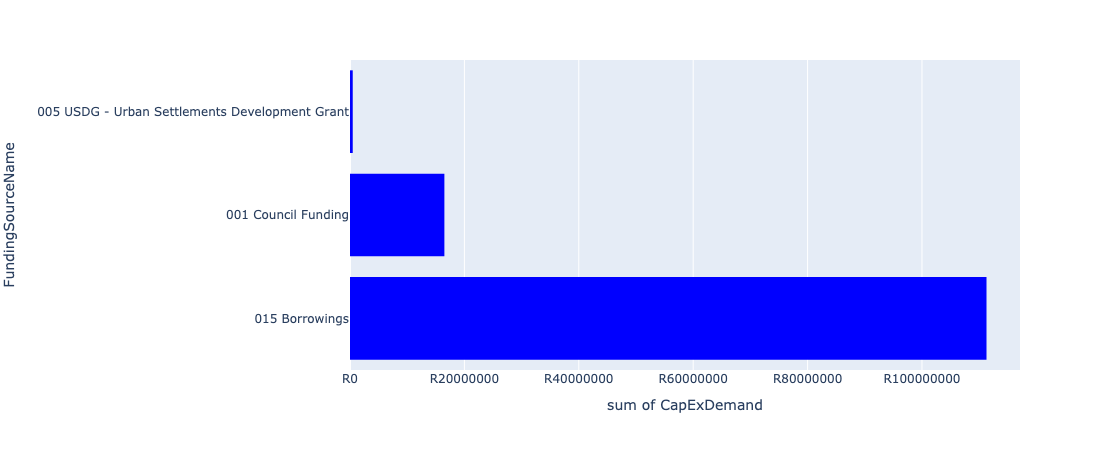 FundingSourceName
005 USDG - Urban Settlements Development Grant
001 Council Funding
015 Borrowings
R0 R20000000 R40000000 R60000000 R80000000 R100000000
sum of CapExDemand